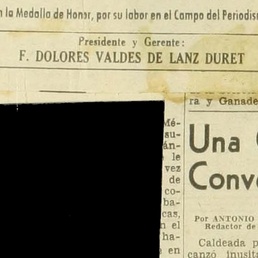 la Medalla de Honor, por su labor en el Campo del Periodis
Presidente y Gerente:
F. DOLORES VALDES DE LANZ DURET
ra y Ganade
Mé-
su-
án-
le
vez
de
co-
ba-
cas,
n el
ha-
en
Una
Conv
Por ANTONIO
Redactor de
Caldeada p
canzó inusita